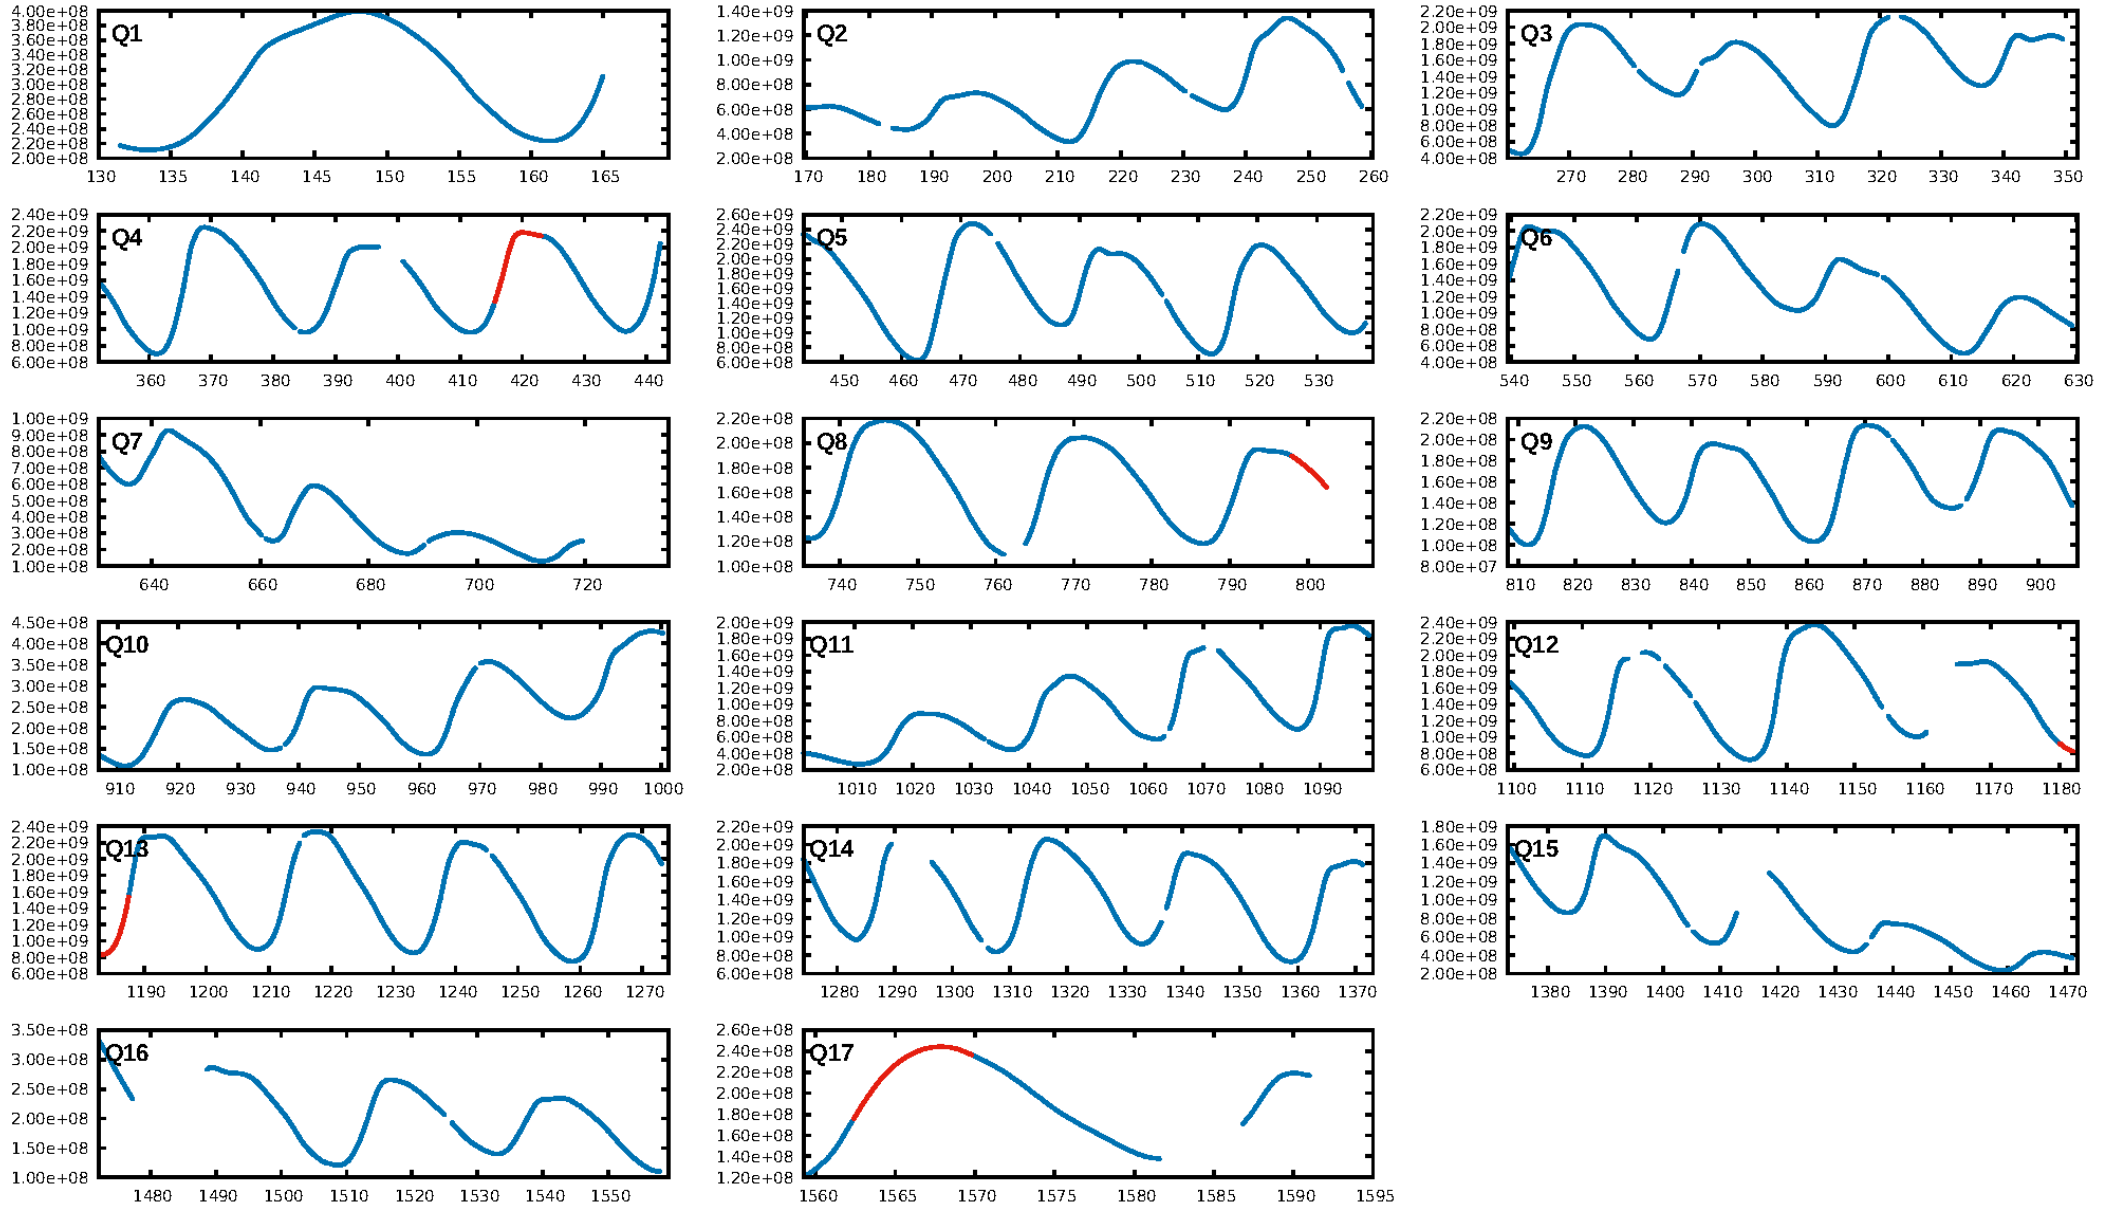 4.00e+08
3.80e+08
3.60e+08
3.40e+08
3.20e+08
3.00e+08
2.80e+08
2.60e+08
2.40e+08
2.20e+08
2.00e+08
Q1
130 135 140 145 150 155 160 165
1.40e+09
1.20e+09
1.00e+09
8.00e+08
6.00e+08
4.00e+08
2.00e+08
Q2
170 180 190 200 210 220 230 240 250 260
2.20e+09
2.00e+09
1.80e+09
1.60e+09
1.40e+09
1.20e+09
1.00e+09
8.00e+08
6.00e+08
4.00e+08
Q3
270 280 290 300 310 320 330 340 350
2.40e+09
2.20e+09
2.00e+09
1.80e+09
1.60e+09
1.40e+09
1.20e+09
1.00e+09
8.00e+08
6.00e+08
Q4
360 370 380 390 400 410 420 430 440
2.60e+09
2.40e+09
2.20e+09
2.00e+09
1.80e+09
1.60e+09
1.40e+09
1.20e+09
1.00e+09
8.00e+08
6.00e+08
Q5
450 460 470 480 490 500 510 520 530
2.20e+09
2.00e+09
1.80e+09
1.60e+09
1.40e+09
1.20e+09
1.00e+09
8.00e+08
6.00e+08
4.00e+08
Q6
540 550 560 570 580 590 600 610 620 630
1.00e+09
9.00e+08
8.00e+08
7.00e+08
6.00e+08
5.00e+08
4.00e+08
3.00e+08
2.00e+08
1.00e+08
Q7
640 660 680 700 720
2.20e+08
2.00e+08
1.80e+08
1.60e+08
1.40e+08
1.20e+08
1.00e+08
Q8
740 750 760 770 780 790 800
2.20e+08
2.00e+08
1.80e+08
1.60e+08
1.40e+08
1.20e+08
1.00e+08
8.00e+07
Q9
810 820 830 840 850 860 870 880 890 900
4.50e+08
4.00e+08
3.50e+08
3.00e+08
2.50e+08
2.00e+08
1.50e+08
1.00e+08
Q10
910 920 930 940 950 960 970 980 990 1000
2.00e+09
1.80e+09
1.60e+09
1.40e+09
1.20e+09
1.00e+09
8.00e+08
6.00e+08
4.00e+08
2.00e+08
Q11
1010 1020 1030 1040 1050 1060 1070 1080 1090
2.40e+09
2.20e+09
2.00e+09
1.80e+09
1.60e+09
1.40e+09
1.20e+09
1.00e+09
8.00e+08
6.00e+08
Q12
1100 1110 1120 1130 1140 1150 1160 1170 1180
2.40e+09
2.20e+09
2.00e+09
1.80e+09
1.60e+09
1.40e+09
1.20e+09
1.00e+09
8.00e+08
6.00e+08
Q13
1190 1200 1210 1220 1230 1240 1250 1260 1270
2.20e+09
2.00e+09
1.80e+09
1.60e+09
1.40e+09
1.20e+09
1.00e+09
8.00e+08
6.00e+08
Q14
1280 1290 1300 1310 1320 1330 1340 1350 1360 1370
1.80e+09
1.60e+09
1.40e+09
1.20e+09
1.00e+09
8.00e+08
6.00e+08
4.00e+08
2.00e+08
Q15
1380 1390 1400 1410 1420 1430 1440 1450 1460 1470
3.50e+08
3.00e+08
2.50e+08
2.00e+08
1.50e+08
1.00e+08
Q16
1480 1490 1500 1510 1520 1530 1540 1550
2.60e+08
2.40e+08
2.20e+08
2.00e+08
1.80e+08
1.60e+08
1.40e+08
1.20e+08
Q17
1560 1565 1570 1575 1580 1585 1590 1595